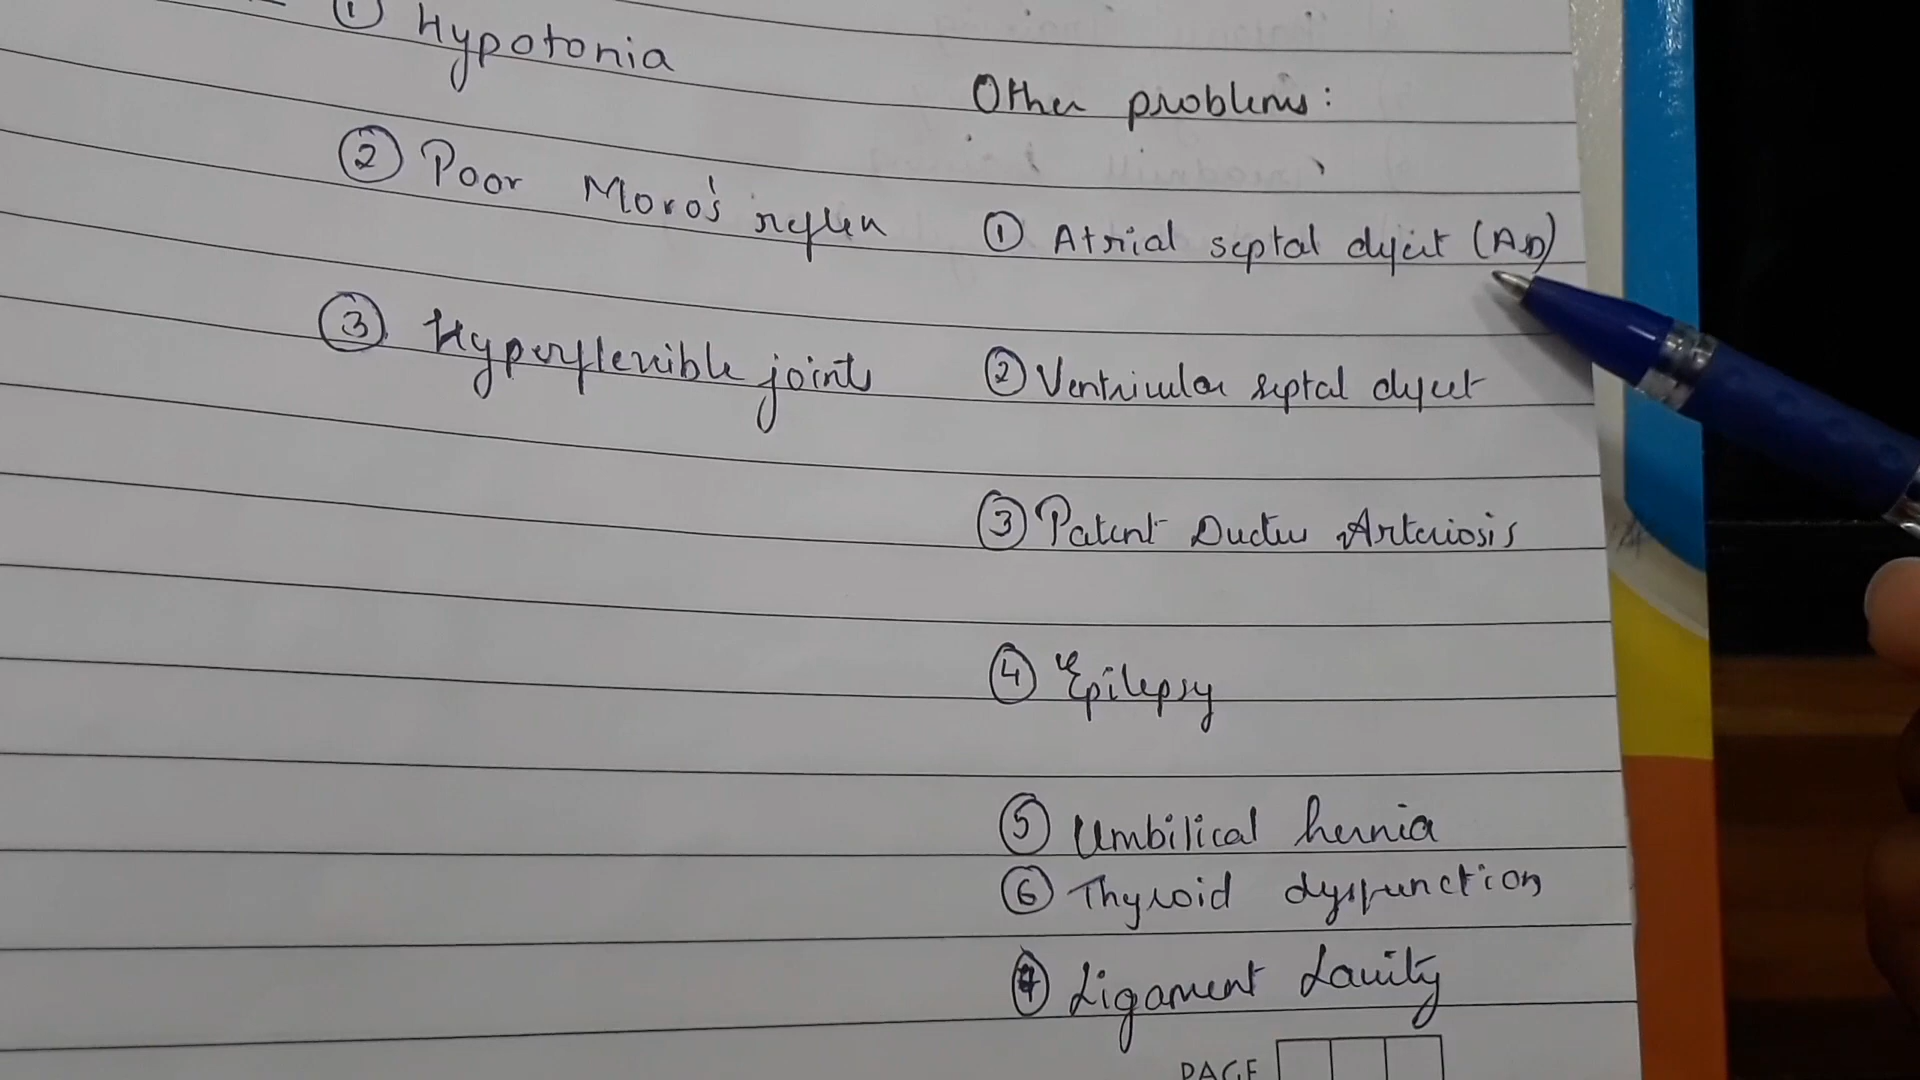 ① Hypotonia
② Poor Moro's reflex
③ Hyperflexible joints
Other problems:
① Atrial septal defect (ASD)
② Ventricular septal defect
③ Patent Ductus Arteriosis
④ Epilepsy
⑤ Umbilical hernia
⑥ Thyroid dysfunction
⑦ Ligament Laxity
PAGE